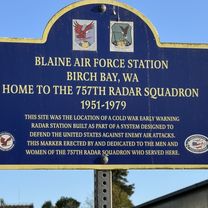 BLAINE AIR FORCE STATION
BIRCH BAY, WA
HOME TO THE 757TH RADAR SQUADRON
1951-1979
THIS SITE WAS THE LOCATION OF A COLD WAR EARLY WARNING
RADAR STATION BUILT AS PART OF A SYSTEM DESIGNED TO
DEFEND THE UNITED STATES AGAINST ENEMY AIR ATTACKS.
THIS MARKER ERECTED BY AND DEDICATED TO THE MEN AND
WOMEN OF THE 757TH RADAR SQUADRON WHO SERVED HERE.